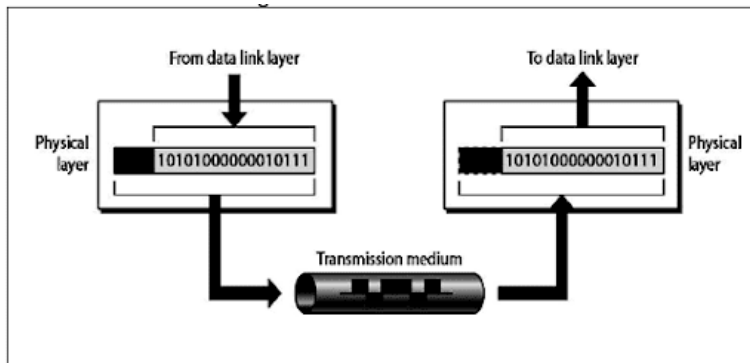 From data link layer
To data link layer
Physical
layer
10101000000010111
10101000000010111
Physical
layer
Transmission medium